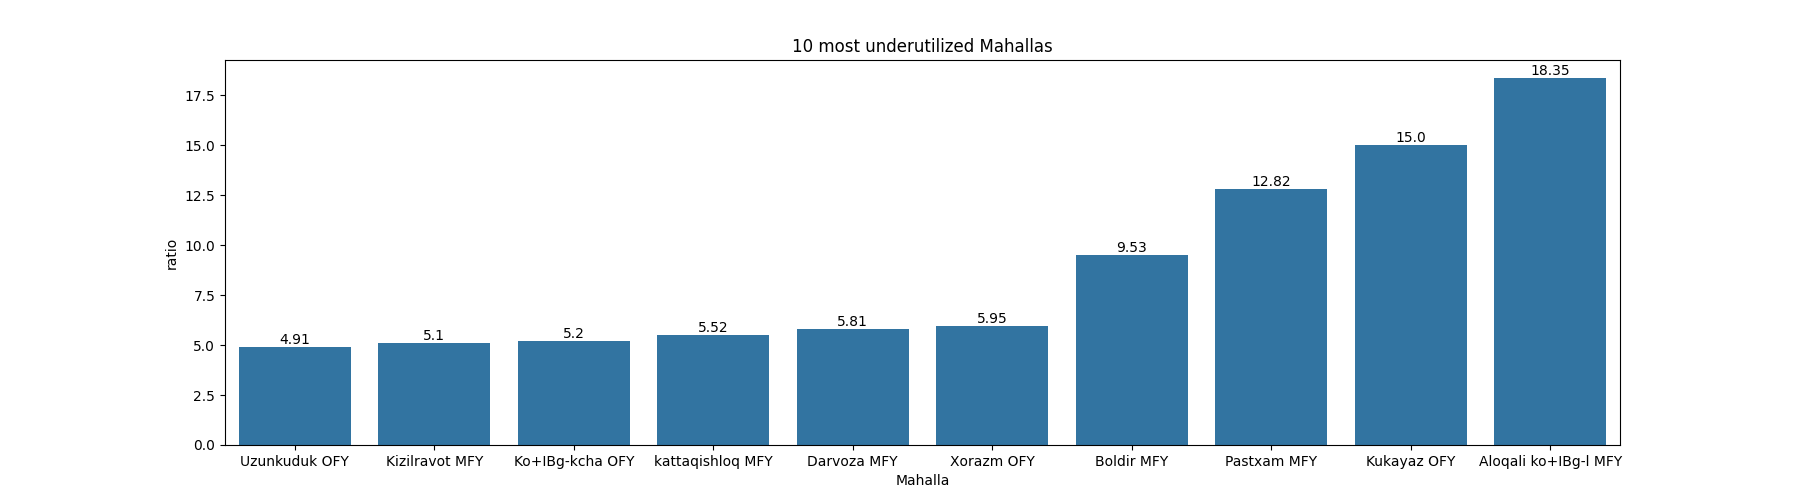 10 most underutilized Mahallas
18.35
17.5
15.0
15.0
12.82
12.5
10.0
9.53
ratio
7.5
4.91 5.1 5.2 5.52 5.81 5.95
5.0
2.5
0.0
Uzunkuduk OFY Kizilravot MFY Ko+IBg-kcha OFY kattaqishloq MFY Darvoza MFY Xorazm OFY Boldir MFY Pastxam MFY Kukayaz OFY Aloqali ko+IBg-l MFY
Mahalla